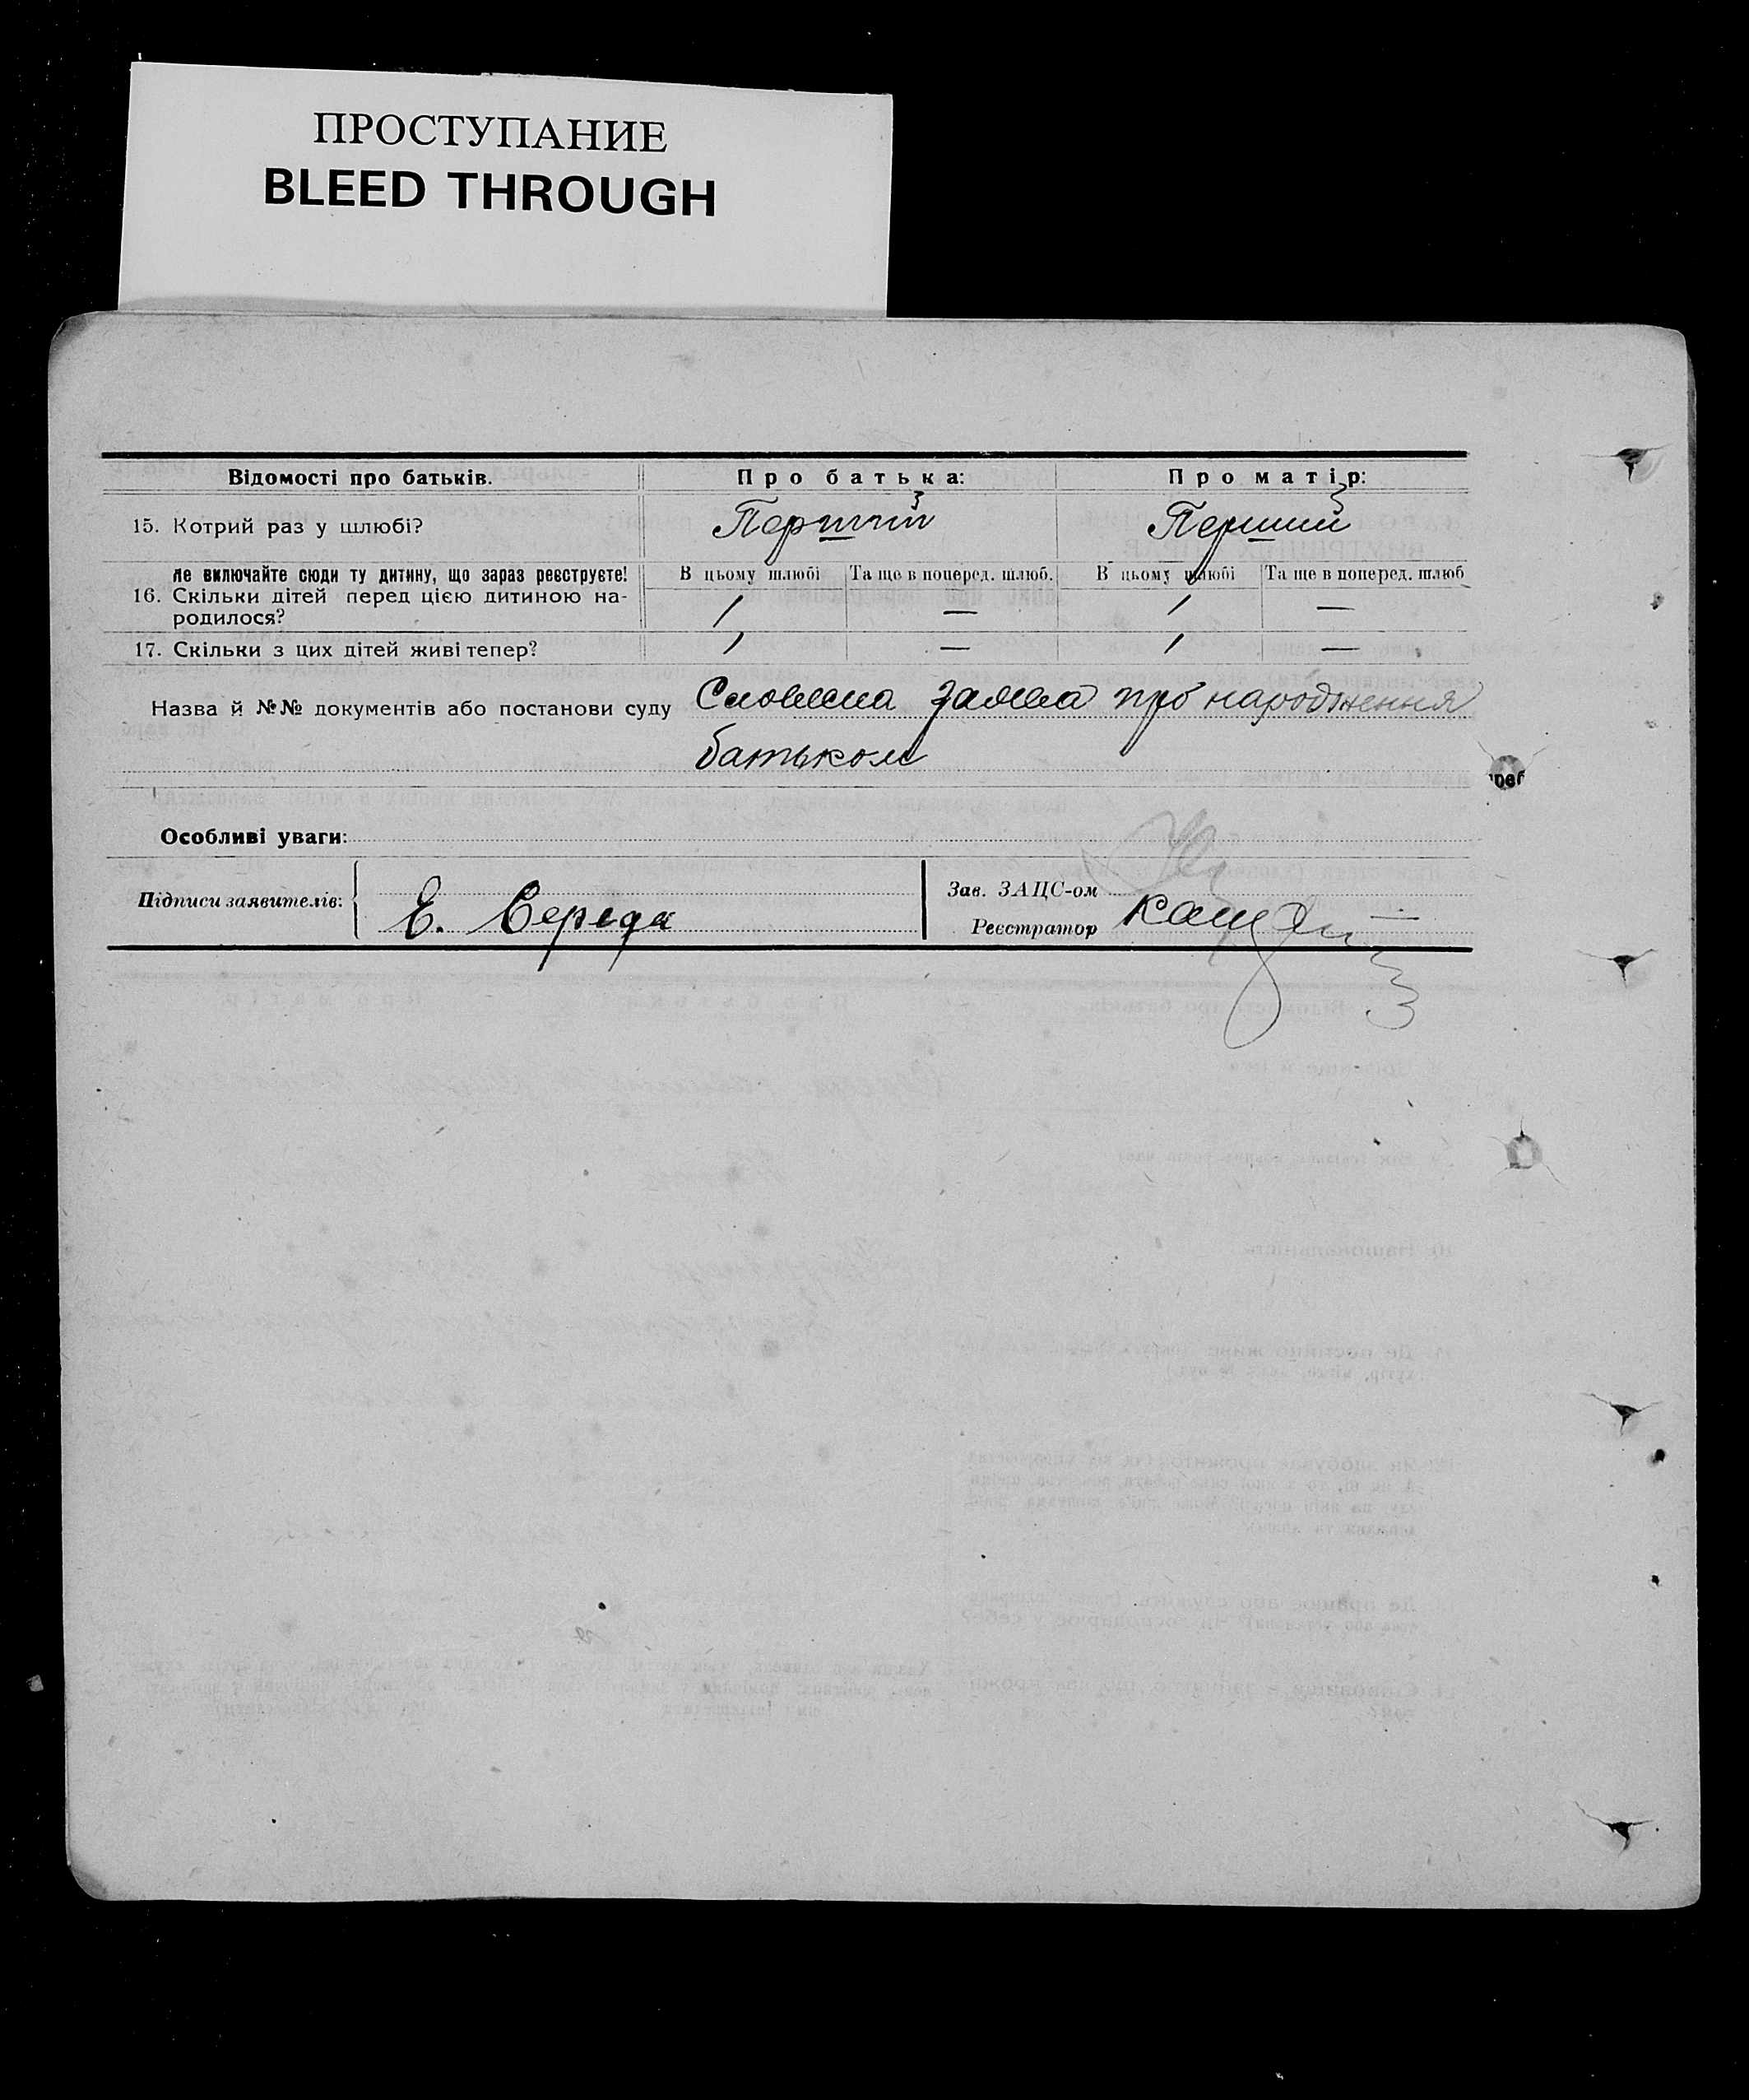 ПРОСТУПАНИЕ
BLEED THROUGH
Відомості про батьків. Про батька: Про матір:
15. Котрий раз у шлюбі? Перший Перший
Не включайте сюди ту дитину, що зараз реєструєте! В цьому шлюбі Та ще в поперед. шлюб. В цьому шлюбі Та ще в поперед. шлюб
16. Скільки дітей перед цією дитиною на-
родилося? 1 — 1 —
17. Скільки з цих дітей живі тепер? 1 — 1 —
Назва й №№ документів або постанови суду Словесна заява про народження
батьком
Особливі уваги:
Підписи заявителів: Е. Середа
Зав. ЗАЦС-ом
Реєстратор